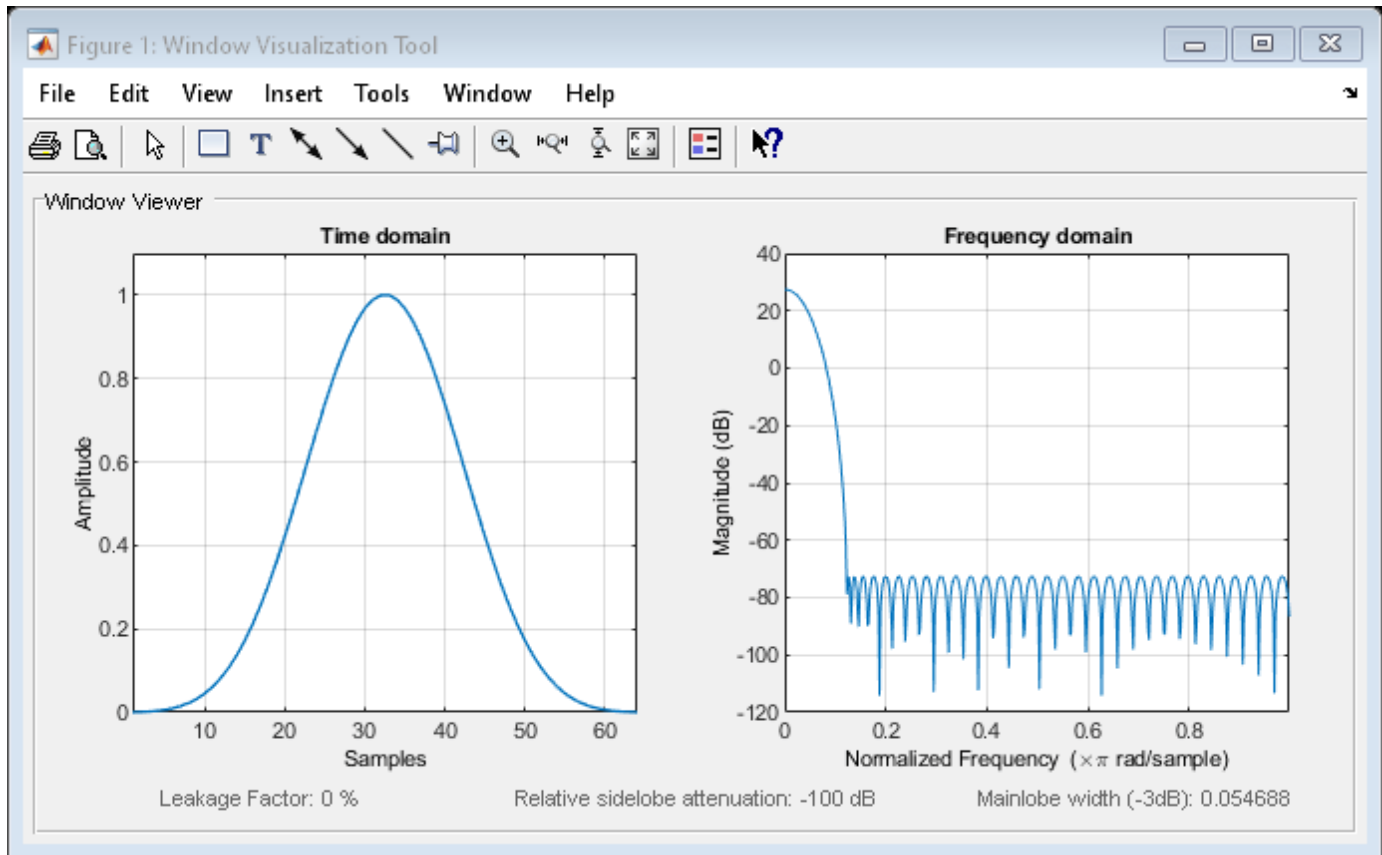 Figure 1: Window Visualization Tool
File Edit View Insert Tools Window Help
T
?
Window Viewer
Time domain
1
0.8
0.6
0.4
0.2
0
Amplitude
10 20 30 40 50 60
Samples
Frequency domain
40
20
0
-20
-40
-60
-80
-100
-120
Magnitude (dB)
0 0.2 0.4 0.6 0.8
Normalized Frequency (×π rad/sample)
Leakage Factor: 0 % Relative sidelobe attenuation: -100 dB Mainlobe width (-3dB): 0.054688